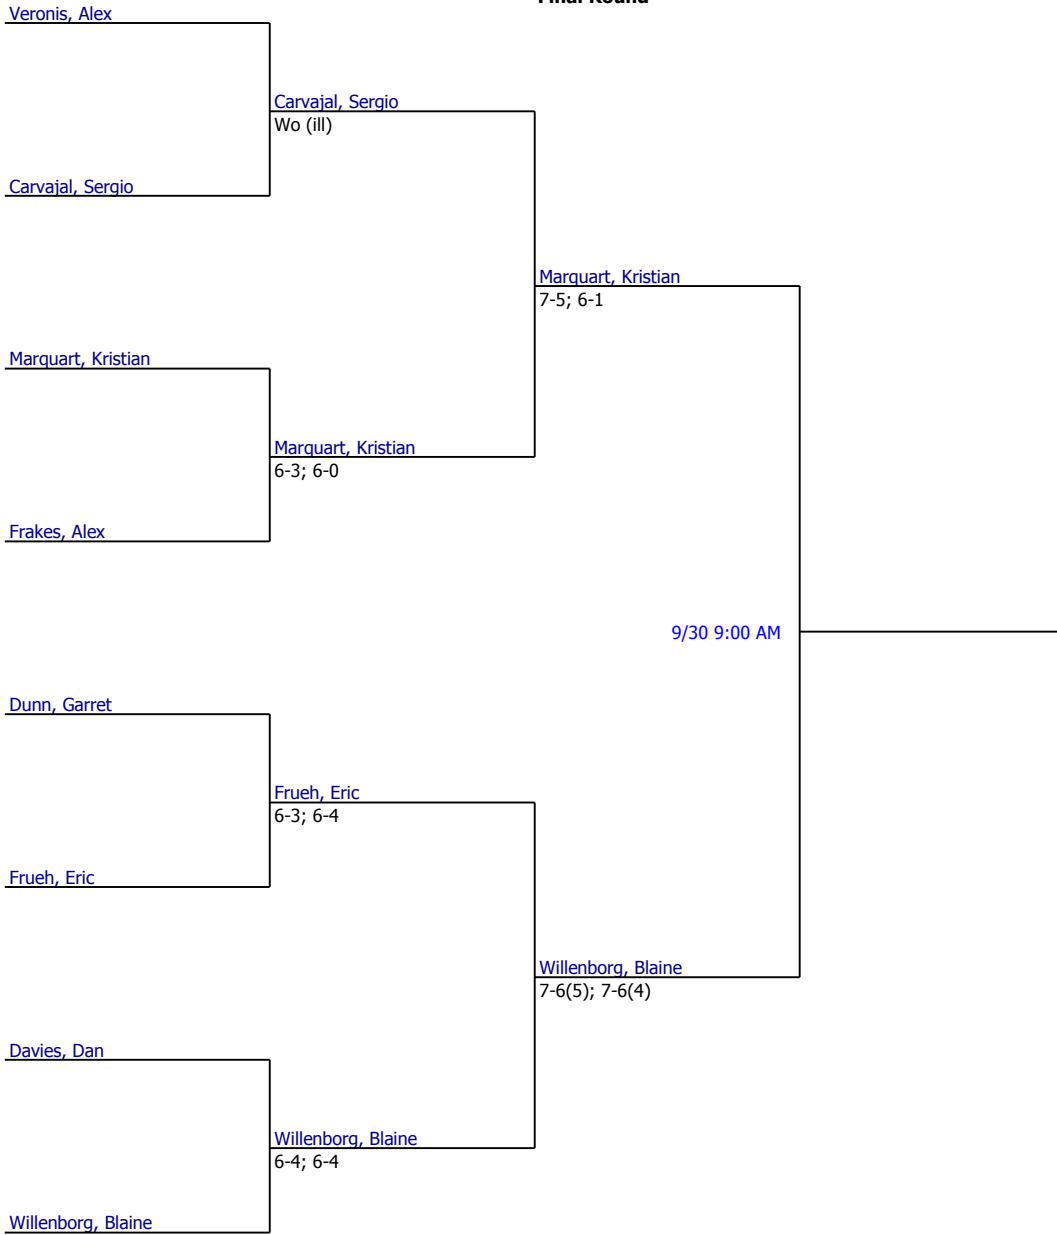 Final Round
Veronis, Alex
Carvajal, Sergio
Wo (ill)
Carvajal, Sergio
Marquart, Kristian
7-5; 6-1
Marquart, Kristian
Marquart, Kristian
6-3; 6-0
Frakes, Alex
9/30 9:00 AM
Dunn, Garret
Frueh, Eric
6-3; 6-4
Frueh, Eric
Willenborg, Blaine
7-6(5); 7-6(4)
Davies, Dan
Willenborg, Blaine
6-4; 6-4
Willenborg, Blaine